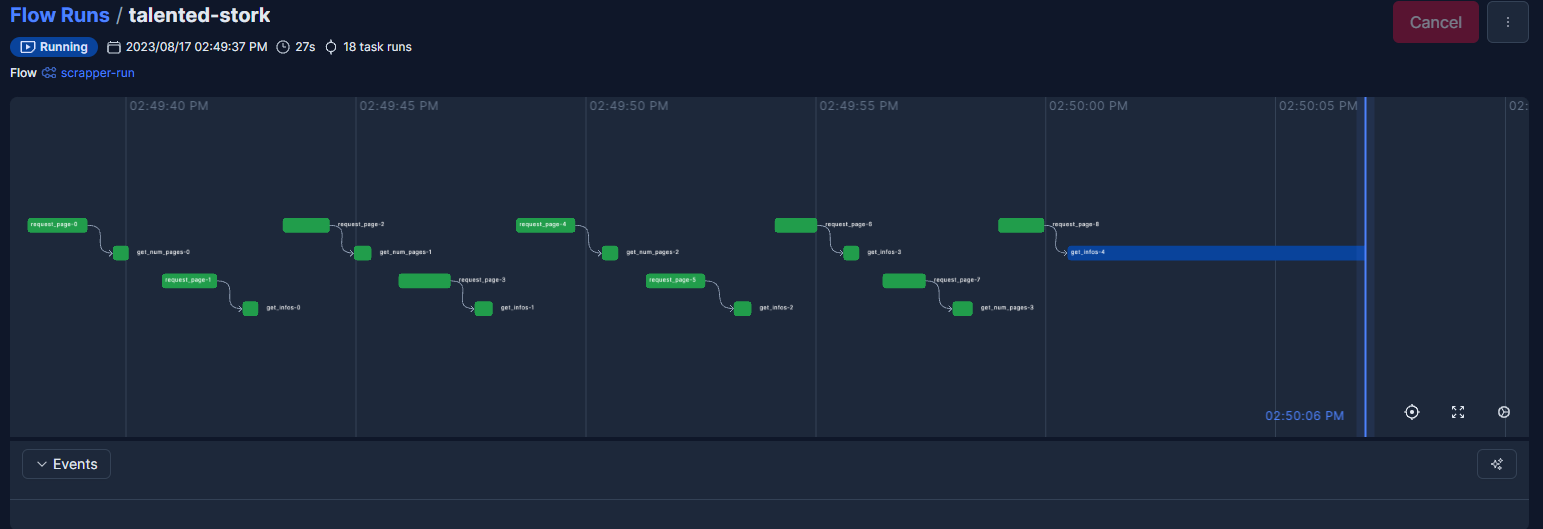 Flow Runs / talented-stork
Cancel
Running 2023/08/17 02:49:37 PM 27s 18 task runs
Flow scrapper-run
02:49:40 PM 02:49:45 PM 02:49:50 PM 02:49:55 PM 02:50:00 PM 02:50:05 PM 02:
request_page-0 request_page-2 request_page-4 request_page-6 request_page-8
get_num_pages-0 get_num_pages-1 get_num_pages-2 get_infos-3 get_infos-4
request_page-1 request_page-3 request_page-5 request_page-7
get_infos-0 get_infos-1 get_infos-2 get_num_pages-3
02:50:06 PM
Events